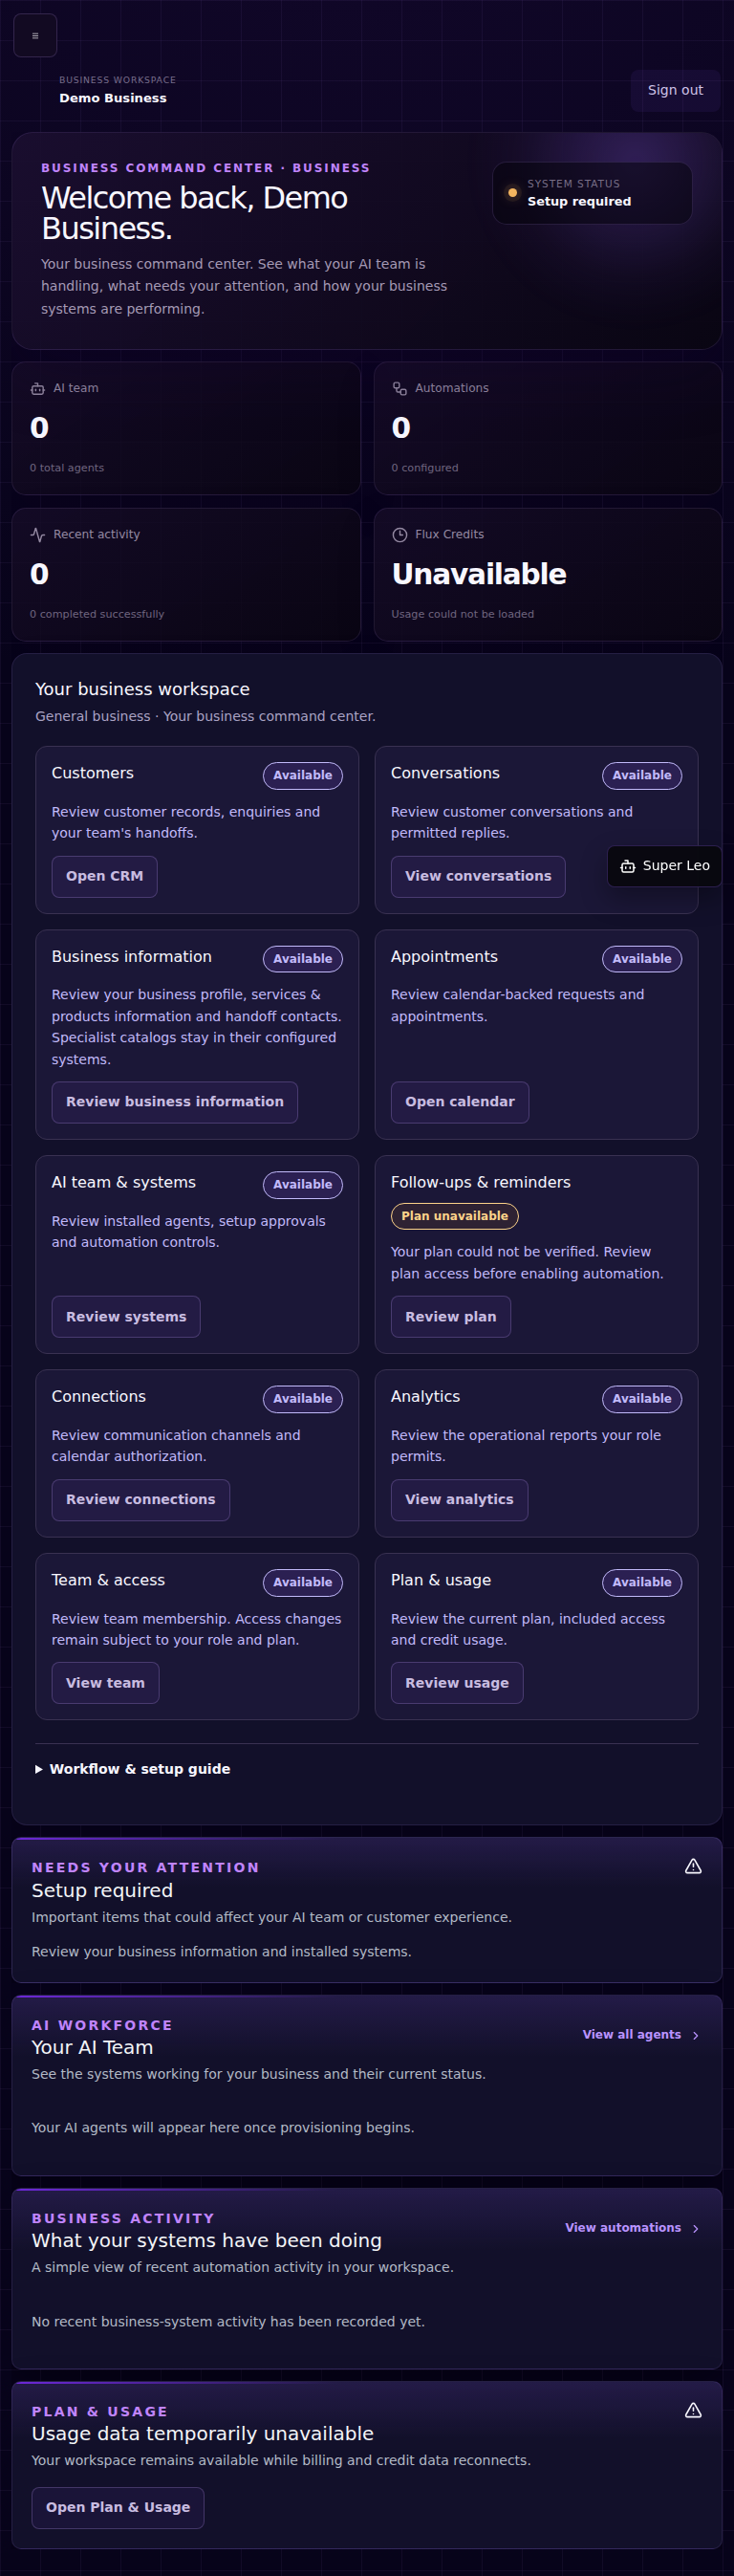 BUSINESS WORKSPACE
Demo Business
Sign out
BUSINESS COMMAND CENTER · BUSINESS
Welcome back, Demo
Business.
Your business command center. See what your AI team is
handling, what needs your attention, and how your business
systems are performing.
SYSTEM STATUS
Setup required
AI team
0
0 total agents
Automations
0
0 configured
Recent activity
0
0 completed successfully
Flux Credits
Unavailable
Usage could not be loaded
Your business workspace
General business · Your business command center.
Customers
Available
Review customer records, enquiries and
your team's handoffs.
Open CRM
Conversations
Available
Review customer conversations and
permitted replies.
View conversations
Super Leo
Business information
Available
Review your business profile, services &
products information and handoff contacts.
Specialist catalogs stay in their configured
systems.
Review business information
Appointments
Available
Review calendar-backed requests and
appointments.
Open calendar
AI team & systems
Available
Review installed agents, setup approvals
and automation controls.
Review systems
Follow-ups & reminders
Plan unavailable
Your plan could not be verified. Review
plan access before enabling automation.
Review plan
Connections
Available
Review communication channels and
calendar authorization.
Review connections
Analytics
Available
Review the operational reports your role
permits.
View analytics
Team & access
Available
Review team membership. Access changes
remain subject to your role and plan.
View team
Plan & usage
Available
Review the current plan, included access
and credit usage.
Review usage
Workflow & setup guide
NEEDS YOUR ATTENTION
Setup required
Important items that could affect your AI team or customer experience.
Review your business information and installed systems.
AI WORKFORCE
Your AI Team
See the systems working for your business and their current status.
View all agents
Your AI agents will appear here once provisioning begins.
BUSINESS ACTIVITY
What your systems have been doing
A simple view of recent automation activity in your workspace.
View automations
No recent business-system activity has been recorded yet.
PLAN & USAGE
Usage data temporarily unavailable
Your workspace remains available while billing and credit data reconnects.
Open Plan & Usage